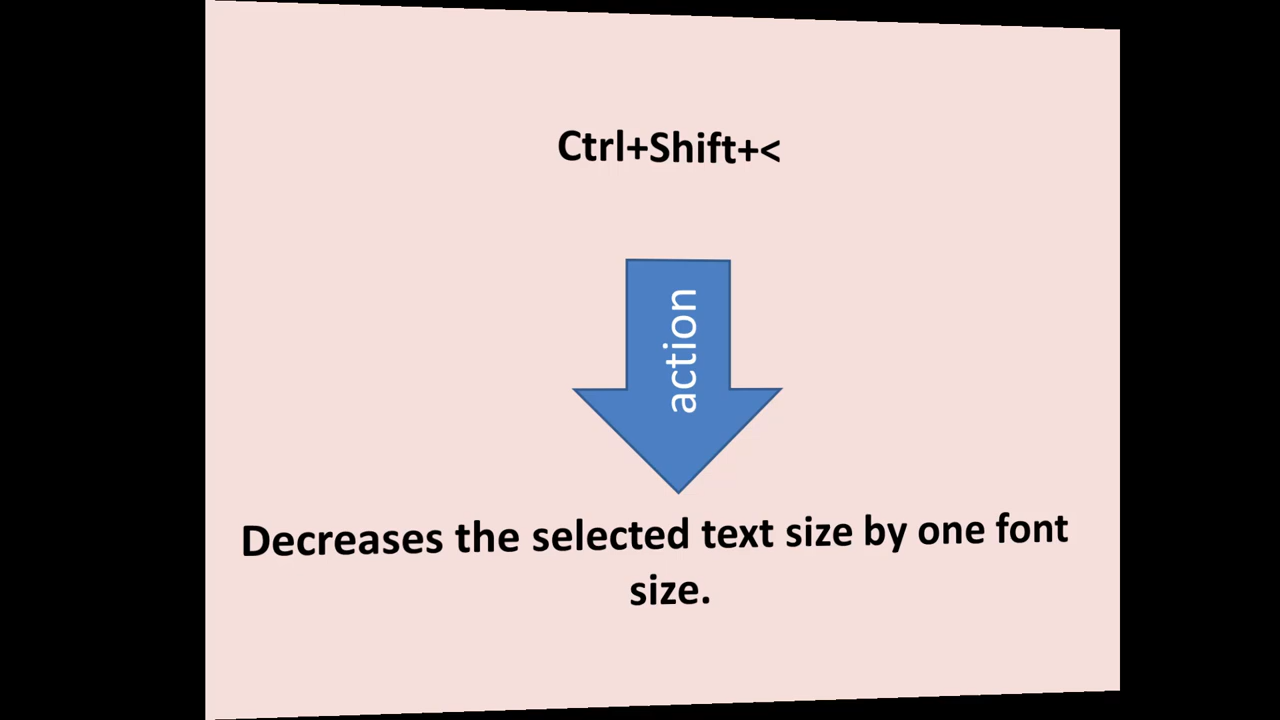 Ctrl+Shift+<
action
Decreases the selected text size by one font
size.